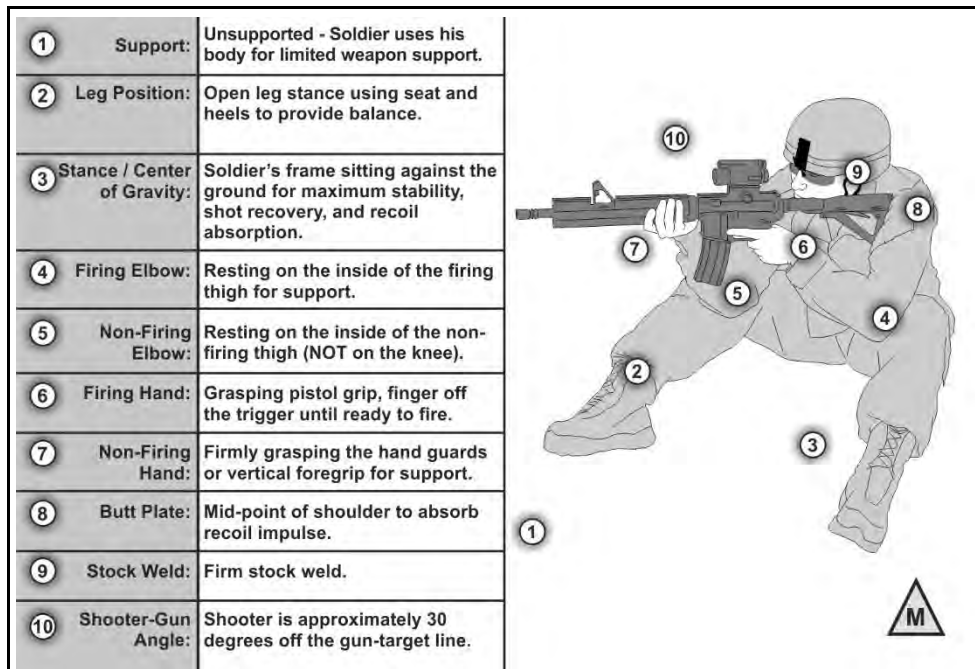 1 Support: Unsupported - Soldier uses his
body for limited weapon support.
2 Leg Position: Open leg stance using seat and
heels to provide balance.
3 Stance / Center
of Gravity: Soldier's frame sitting against the
ground for maximum stability,
shot recovery, and recoil
absorption.
4 Firing Elbow: Resting on the inside of the firing
thigh for support.
5 Non-Firing
Elbow: Resting on the inside of the non-
firing thigh (NOT on the knee).
6 Firing Hand: Grasping pistol grip, finger off
the trigger until ready to fire.
7 Non-Firing
Hand: Firmly grasping the hand guards
or vertical foregrip for support.
8 Butt Plate: Mid-point of shoulder to absorb
recoil impulse.
9 Stock Weld: Firm stock weld.
10 Shooter-Gun
Angle: Shooter is approximately 30
degrees off the gun-target line.
10
9
8
7
6
5
4
2
3
1
M